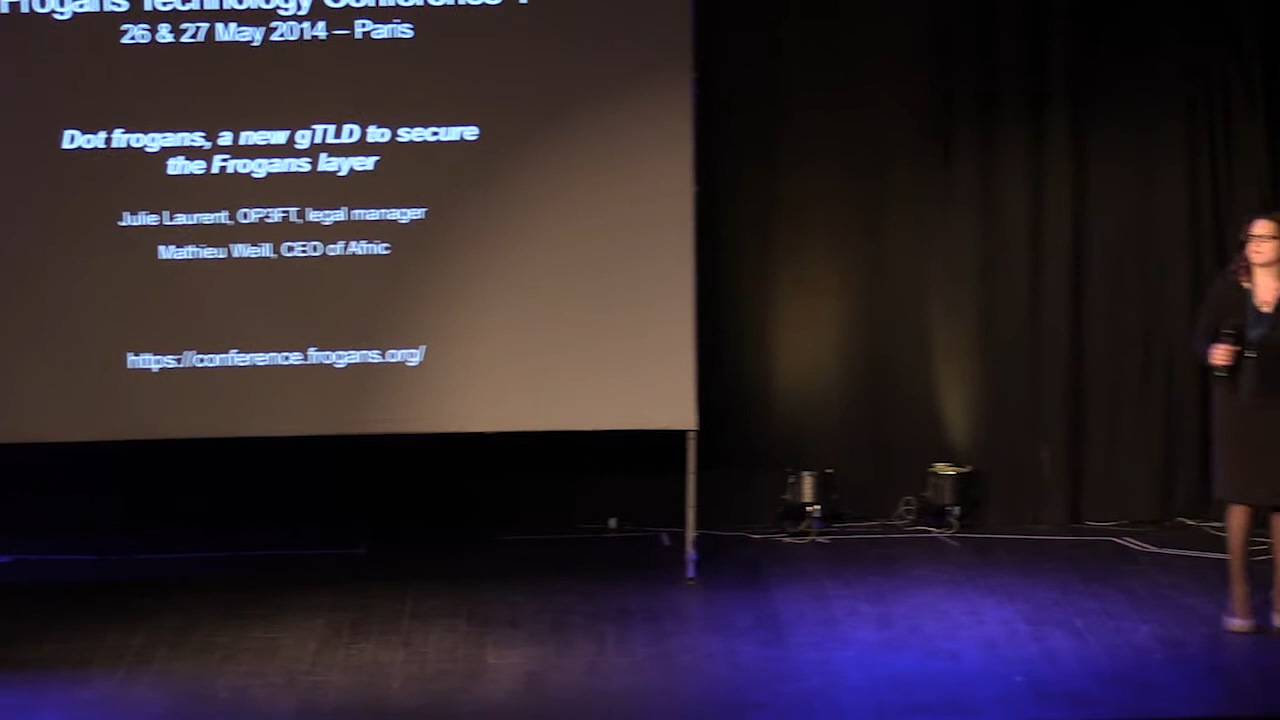 Frogans Technology Conference
26 & 27 May 2014 – Paris
Dot frogans, a new gTLD to secure
the Frogans layer
Julie Laurent, OP3FT, legal manager
Mathieu Weill, CEO of Afnic
https://conference.frogans.org/